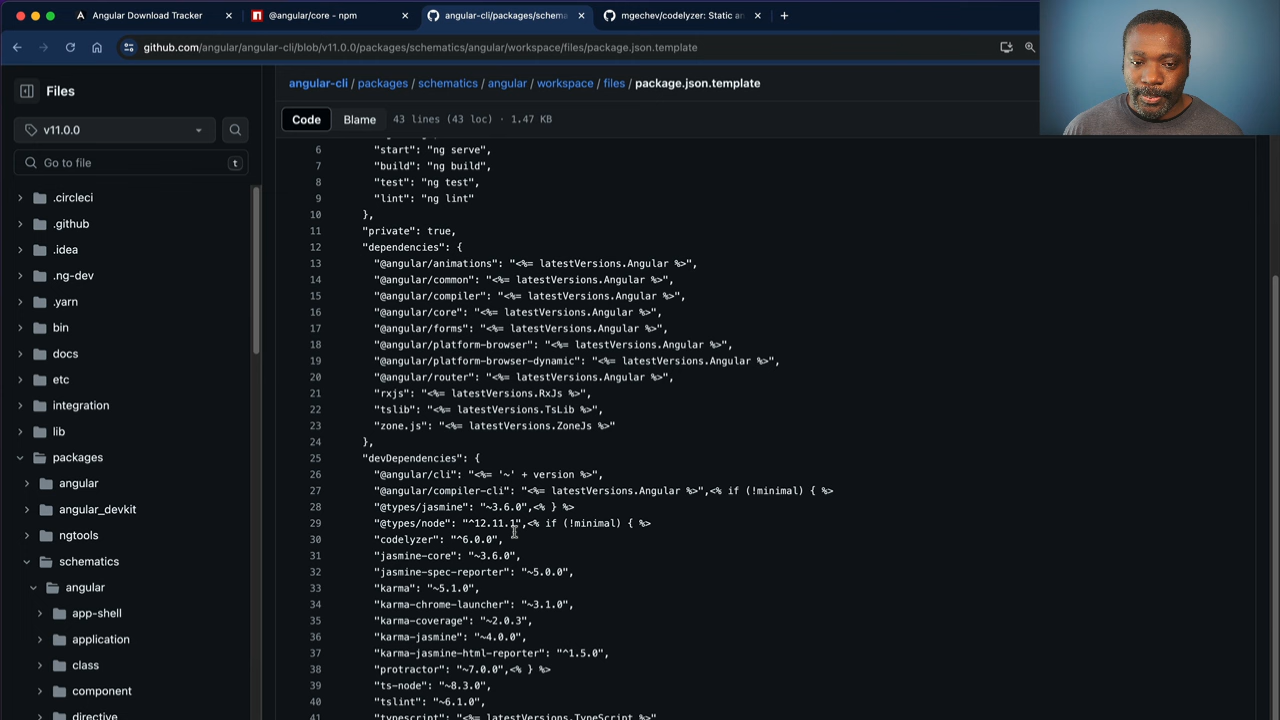 Angular Download Tracker
@angular/core - npm
angular-cli/packages/schema
mgechev/codelyzer: Static an
github.com/angular/angular-cli/blob/v11.0.0/packages/schematics/angular/workspace/files/package.json.template
Files
v11.0.0
Go to file
t
.circleci
.github
.idea
.ng-dev
.yarn
bin
docs
etc
integration
lib
packages
angular
angular_devkit
ngtools
schematics
angular
app-shell
application
class
component
directive
angular-cli / packages / schematics / angular / workspace / files / package.json.template
Code
Blame
43 lines (43 loc) · 1.47 KB
6 "start": "ng serve",
7 "build": "ng build",
8 "test": "ng test",
9 "lint": "ng lint"
10 },
11 "private": true,
12 "dependencies": {
13 "@angular/animations": "<%= latestVersions.Angular %>",
14 "@angular/common": "<%= latestVersions.Angular %>",
15 "@angular/compiler": "<%= latestVersions.Angular %>",
16 "@angular/core": "<%= latestVersions.Angular %>",
17 "@angular/forms": "<%= latestVersions.Angular %>",
18 "@angular/platform-browser": "<%= latestVersions.Angular %>",
19 "@angular/platform-browser-dynamic": "<%= latestVersions.Angular %>",
20 "@angular/router": "<%= latestVersions.Angular %>",
21 "rxjs": "<%= latestVersions.RxJs %>",
22 "tslib": "<%= latestVersions.TsLib %>",
23 "zone.js": "<%= latestVersions.ZoneJs %>"
24 },
25 "devDependencies": {
26 "@angular/cli": "<%= '~' + version %>",
27 "@angular/compiler-cli": "<%= latestVersions.Angular %>",<% if (!minimal) { %>
28 "@types/jasmine": "~3.6.0",<% } %>
29 "@types/node": "^12.11.1",<% if (!minimal) { %>
30 "codelyzer": "^6.0.0",
31 "jasmine-core": "~3.6.0",
32 "jasmine-spec-reporter": "~5.0.0",
33 "karma": "~5.1.0",
34 "karma-chrome-launcher": "~3.1.0",
35 "karma-coverage": "~2.0.3",
36 "karma-jasmine": "~4.0.0",
37 "karma-jasmine-html-reporter": "^1.5.0",
38 "protractor": "~7.0.0",<% } %>
39 "ts-node": "~8.3.0",
40 "tslint": "~6.1.0",
41 "typescript": "<%= latestVersions.TypeScript %>"